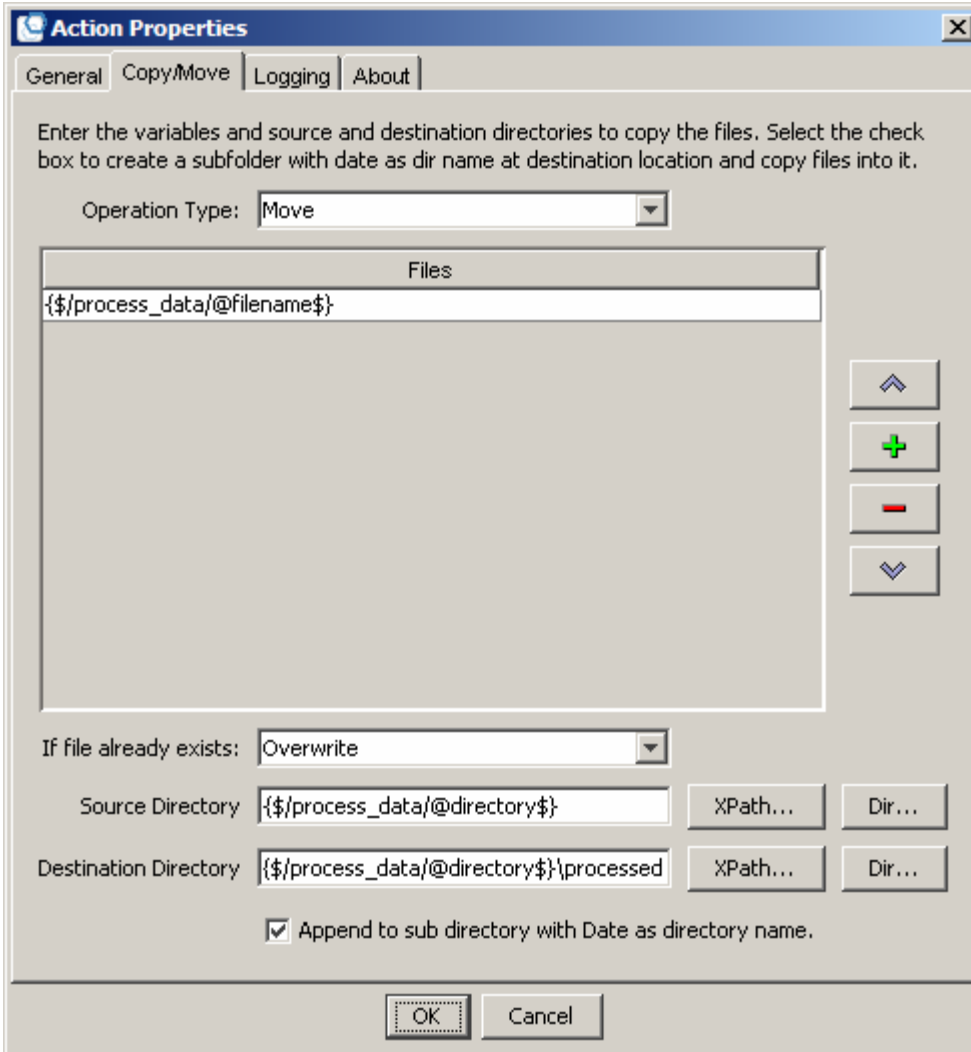 Action Properties
General Copy/Move Logging About
Enter the variables and source and destination directories to copy the files. Select the check
box to create a subfolder with date as dir name at destination location and copy files into it.
Operation Type: Move
Files
{$/process_data/@filename$}
If file already exists: Overwrite
Source Directory {$/process_data/@directory$} XPath... Dir...
Destination Directory {$/process_data/@directory$}\processed XPath... Dir...
Append to sub directory with Date as directory name.
OK Cancel